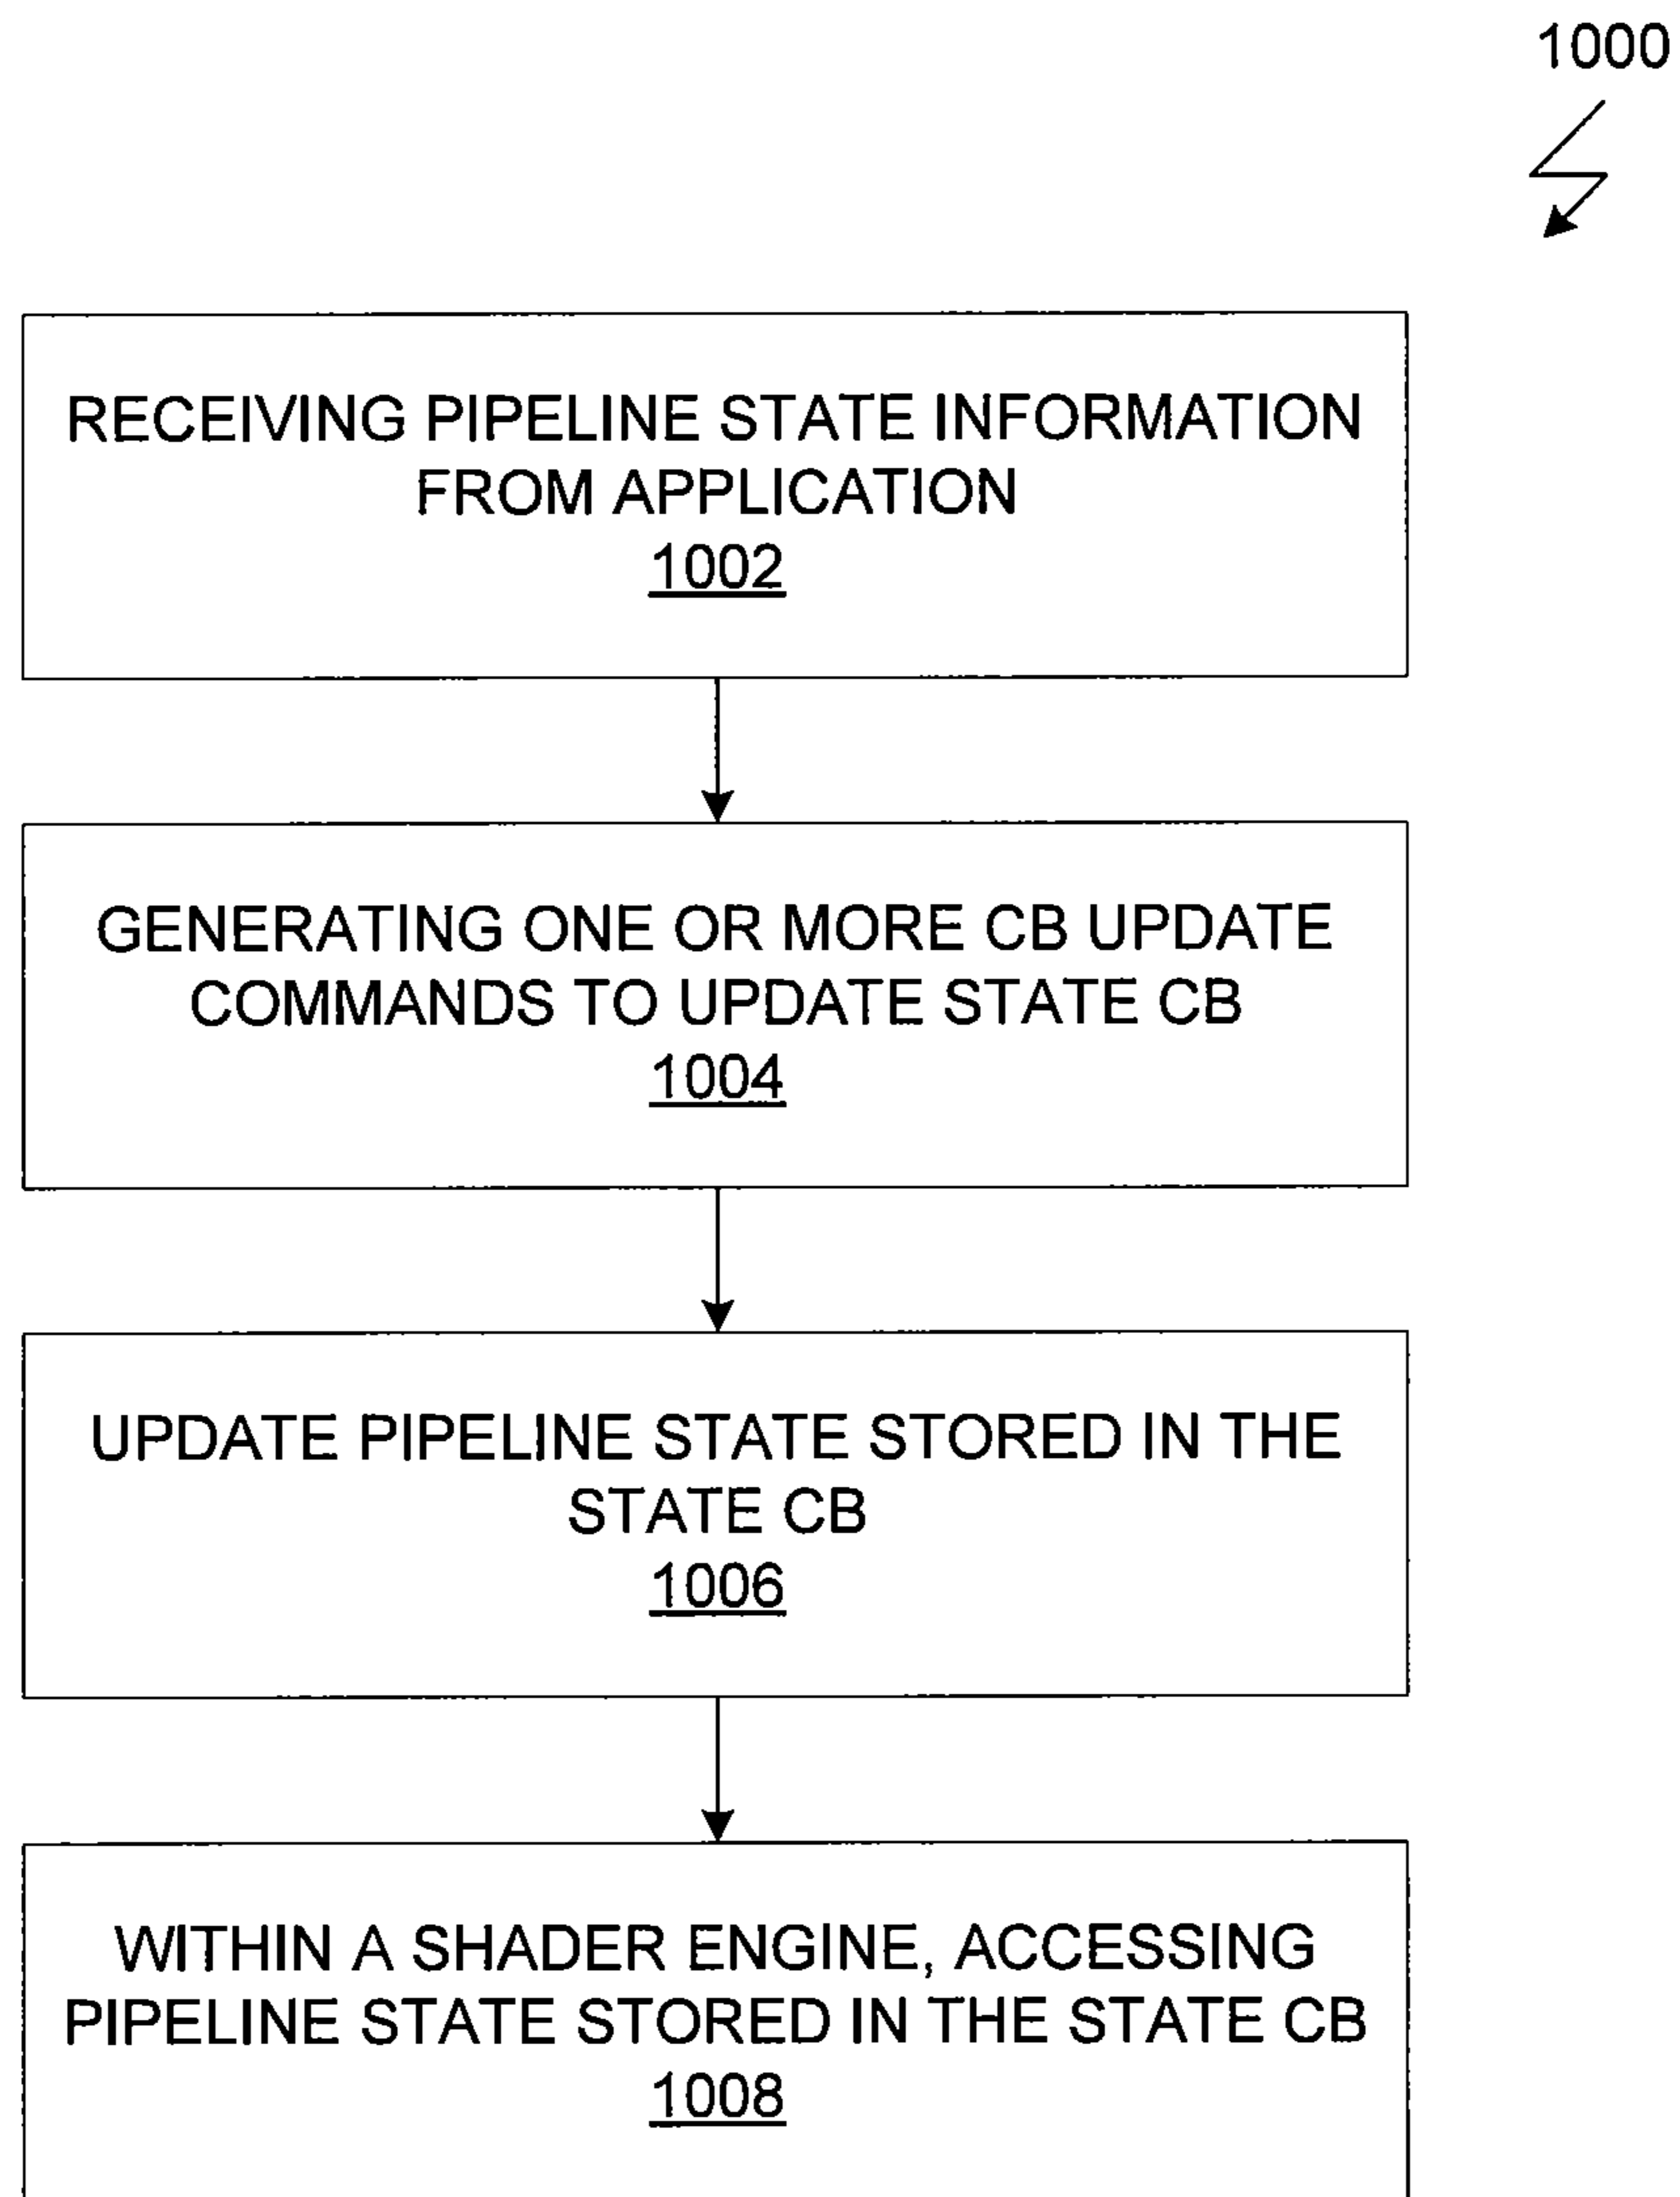 1000
RECEIVING PIPELINE STATE INFORMATION
FROM APPLICATION
1002
GENERATING ONE OR MORE CB UPDATE
COMMANDS TO UPDATE STATE CB
1004
UPDATE PIPELINE STATE STORED IN THE
STATE CB
1006
WITHIN A SHADER ENGINE, ACCESSING
PIPELINE STATE STORED IN THE STATE CB
1008